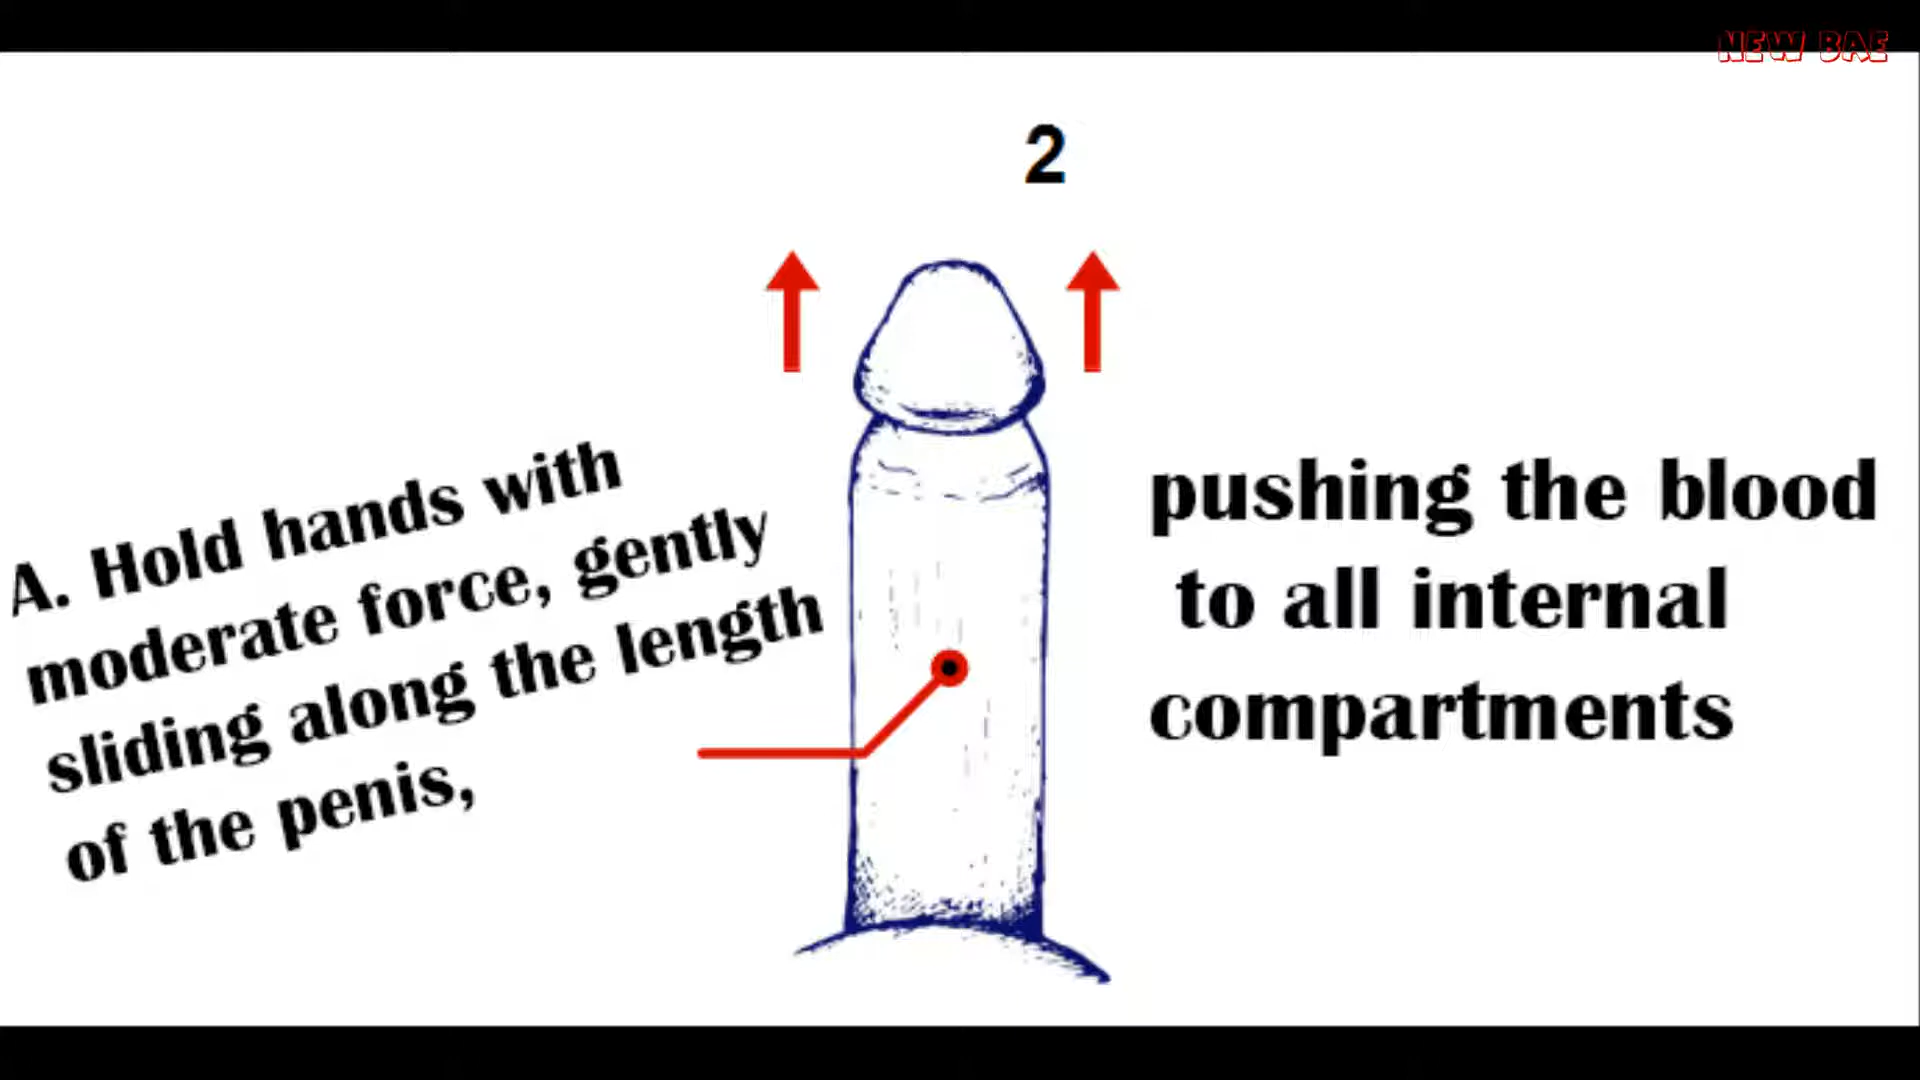 NEW BAE
2
A. Hold hands with
moderate force, gently
sliding along the length
of the penis,
pushing the blood
to all internal
compartments